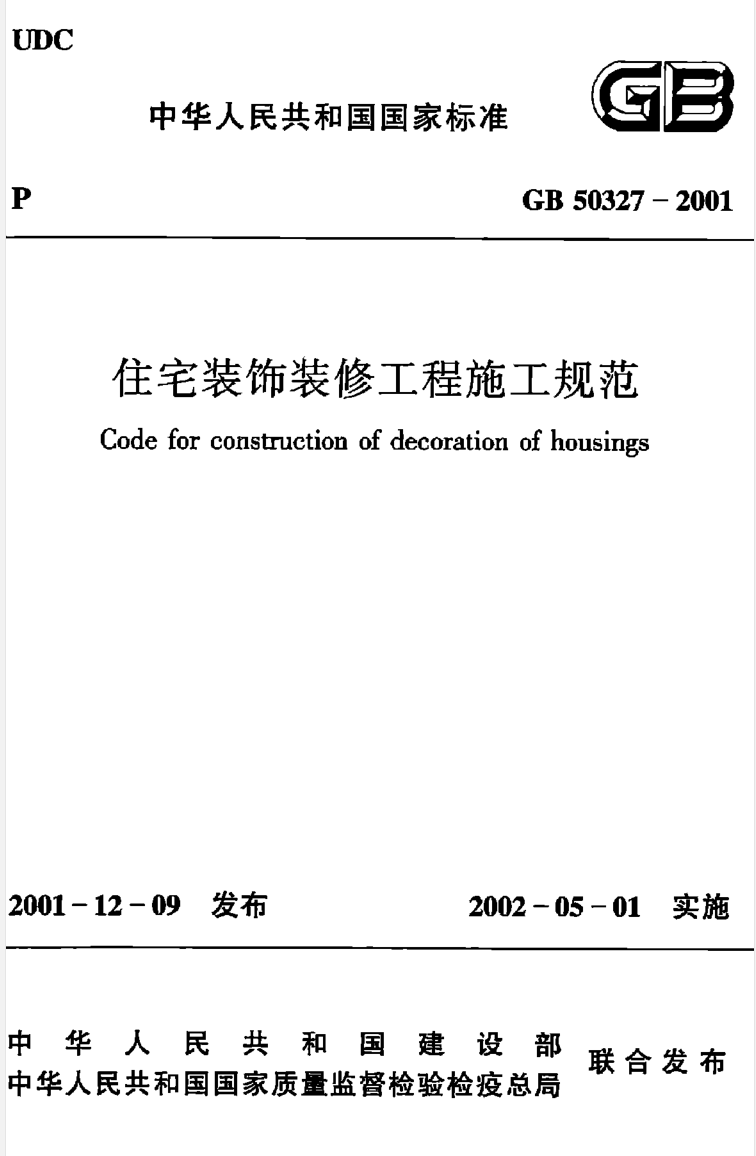 UDC
GB
中华人民共和国国家标准
P
GB 50327－2001
住宅装饰装修工程施工规范
Code for construction of decoration of housings
2001－12－09 发布
2002－05－01 实施
中华人民共和国建设部
中华人民共和国国家质量监督检验检疫总局
联合发布